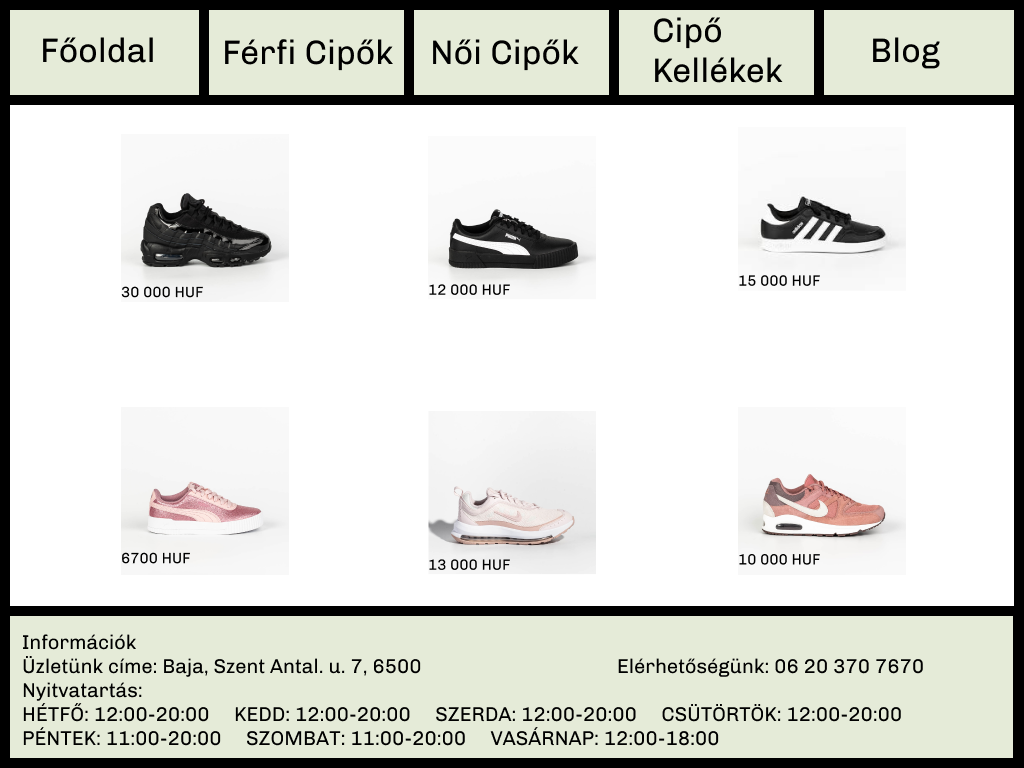 Főoldal
Férfi Cipők
Női Cipők
Cipő
Kellékek
Blog
30 000 HUF
12 000 HUF
15 000 HUF
6700 HUF
13 000 HUF
10 000 HUF
Információk
Üzletünk címe: Baja, Szent Antal. u. 7, 6500
Elérhetőségünk: 06 20 370 7670
Nyitvatartás:
HÉTFŐ: 12:00-20:00 KEDD: 12:00-20:00 SZERDA: 12:00-20:00 CSÜTÖRTÖK: 12:00-20:00
PÉNTEK: 11:00-20:00 SZOMBAT: 11:00-20:00 VASÁRNAP: 12:00-18:00